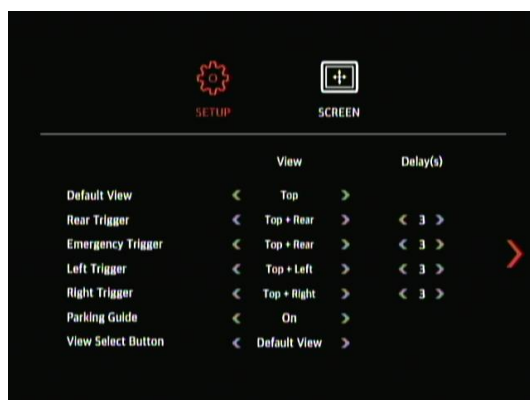 SETUP SCREEN
View Delay(s)
Default View < Top >
Rear Trigger < Top + Rear > < 3 >
Emergency Trigger < Top + Rear > < 3 >
Left Trigger < Top + Left > < 3 >
Right Trigger < Top + Right > < 3 >
Parking Guide < On >
View Select Button < Default View >